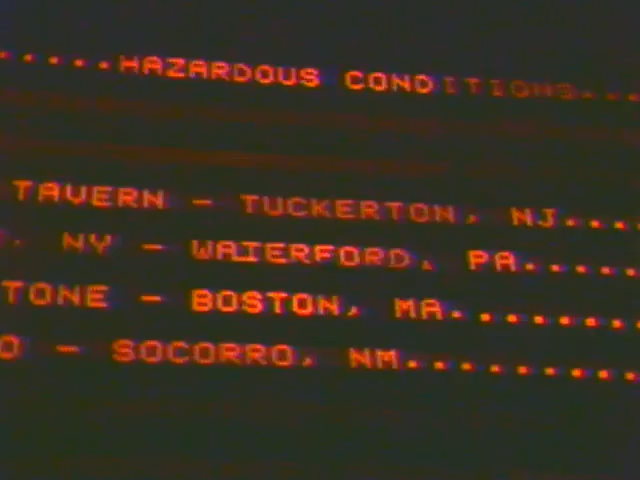 .....HAZARDOUS CONDITIONS...
TAVERN - TUCKERTON, NJ....
, NY - WATERFORD, PA.....
TONE - BOSTON, MA........
O - SOCORRO, NM.........